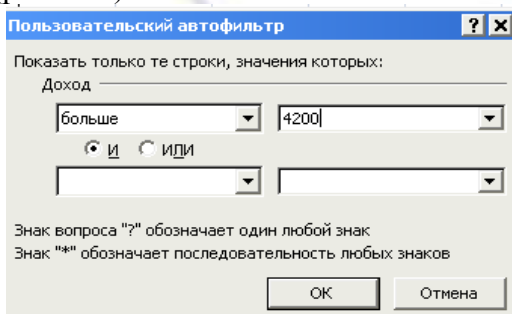 Пользовательский автофильтр ? X
Показать только те строки, значения которых:
Доход
больше 4200
И ИЛИ
Знак вопроса "?" обозначает один любой знак
Знак "*" обозначает последовательность любых знаков
ОК Отмена